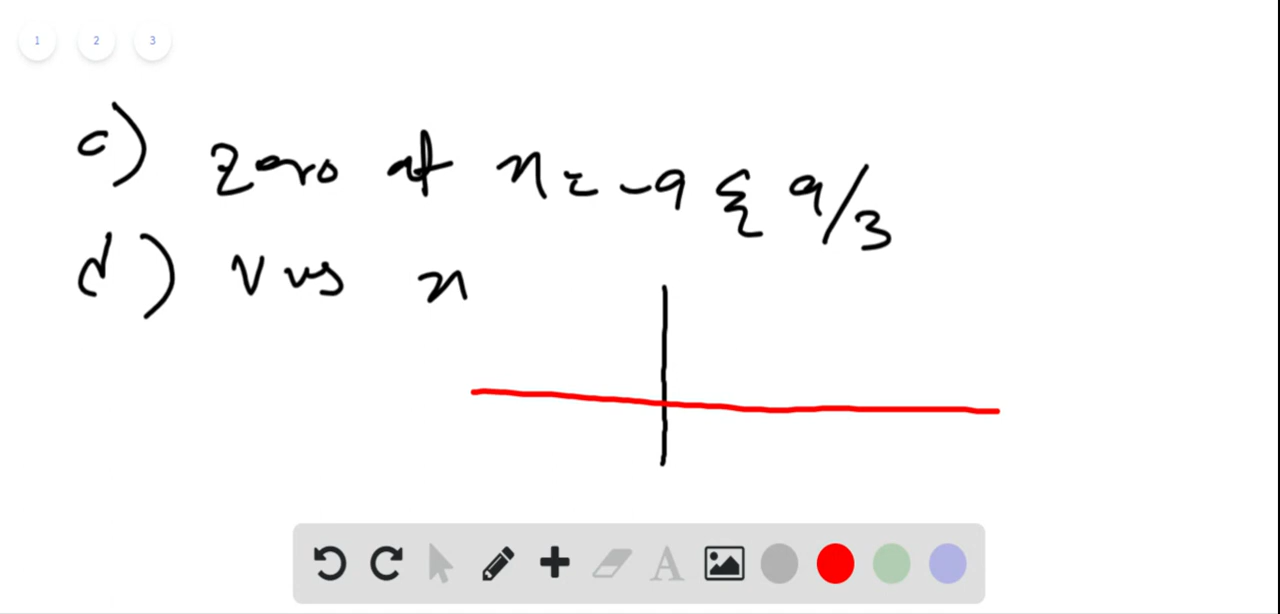 1 2 3
c) zero at x = -a & a/3
d) V vs x
A